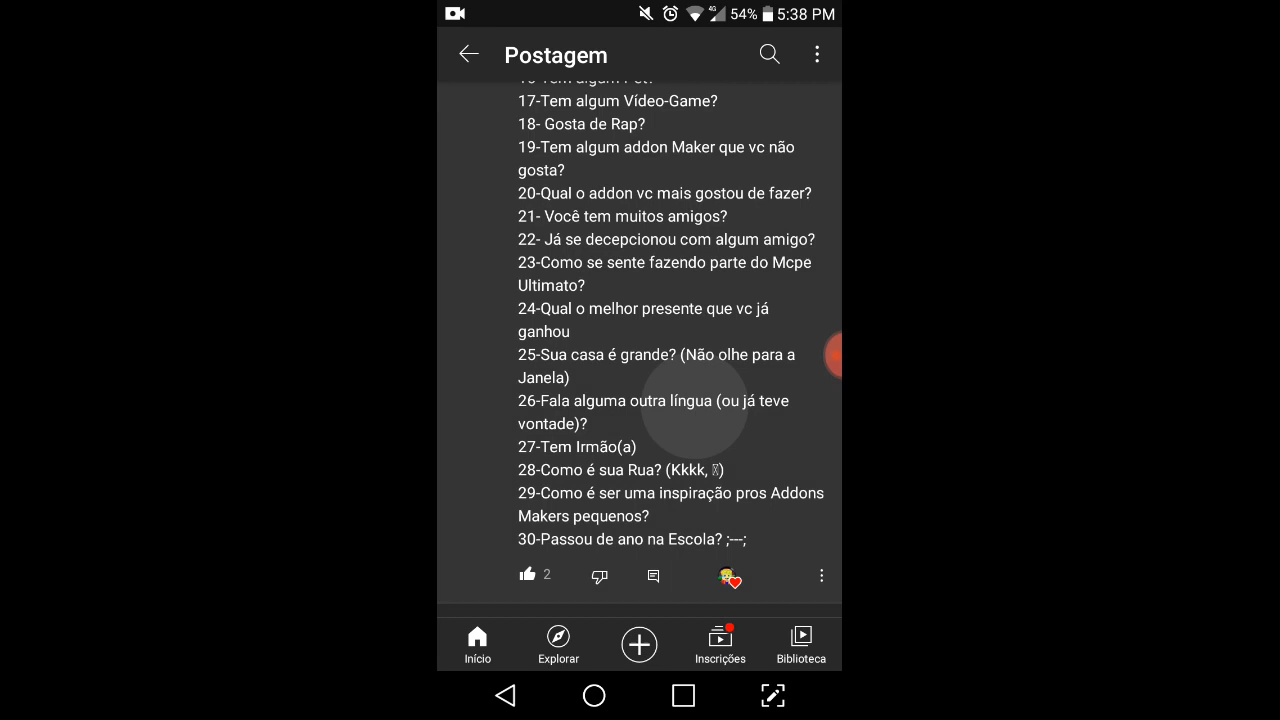 4G 54% 5:38 PM
Postagem
16-Tem algum Pet?
17-Tem algum Vídeo-Game?
18- Gosta de Rap?
19-Tem algum addon Maker que vc não
gosta?
20-Qual o addon vc mais gostou de fazer?
21- Você tem muitos amigos?
22- Já se decepcionou com algum amigo?
23-Como se sente fazendo parte do Mcpe
Ultimato?
24-Qual o melhor presente que vc já
ganhou
25-Sua casa é grande? (Não olhe para a
Janela)
26-Fala alguma outra língua (ou já teve
vontade)?
27-Tem Irmão(a)
28-Como é sua Rua? (Kkkk, )
29-Como é ser uma inspiração pros Addons
Makers pequenos?
30-Passou de ano na Escola? ;---;
2
Início Explorar Inscrições Biblioteca